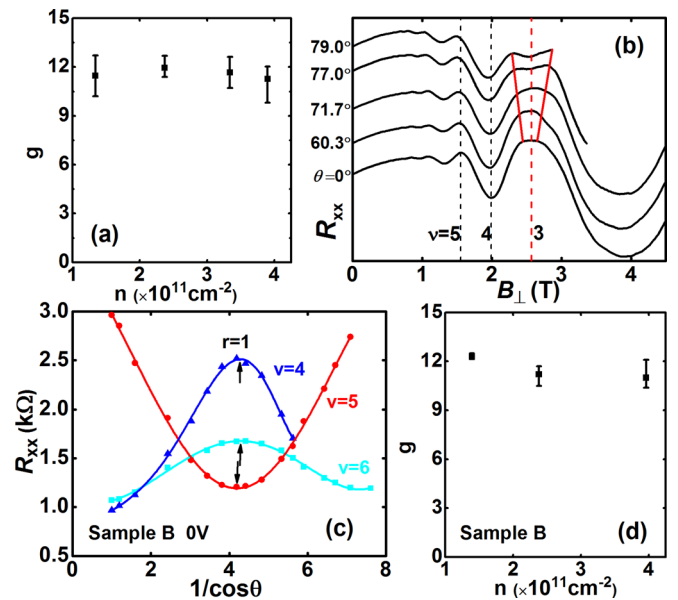 15
12
9
6
3
0
g
(a)
1
2
3
4
n (×10¹¹cm⁻²)
(b)
79.0°
77.0°
71.7°
60.3°
θ=0°
Rxx
ν=5
4
3
0
1
2
3
4
B⊥(T)
3.0
2.5
2.0
1.5
1.0
0.5
Rxx(kΩ)
r=1
v=4
v=5
v=6
Sample B 0V
(c)
0
2
4
6
8
1/cosθ
15
12
9
6
3
0
g
(d)
Sample B
1
2
3
4
n (×10¹¹cm⁻²)